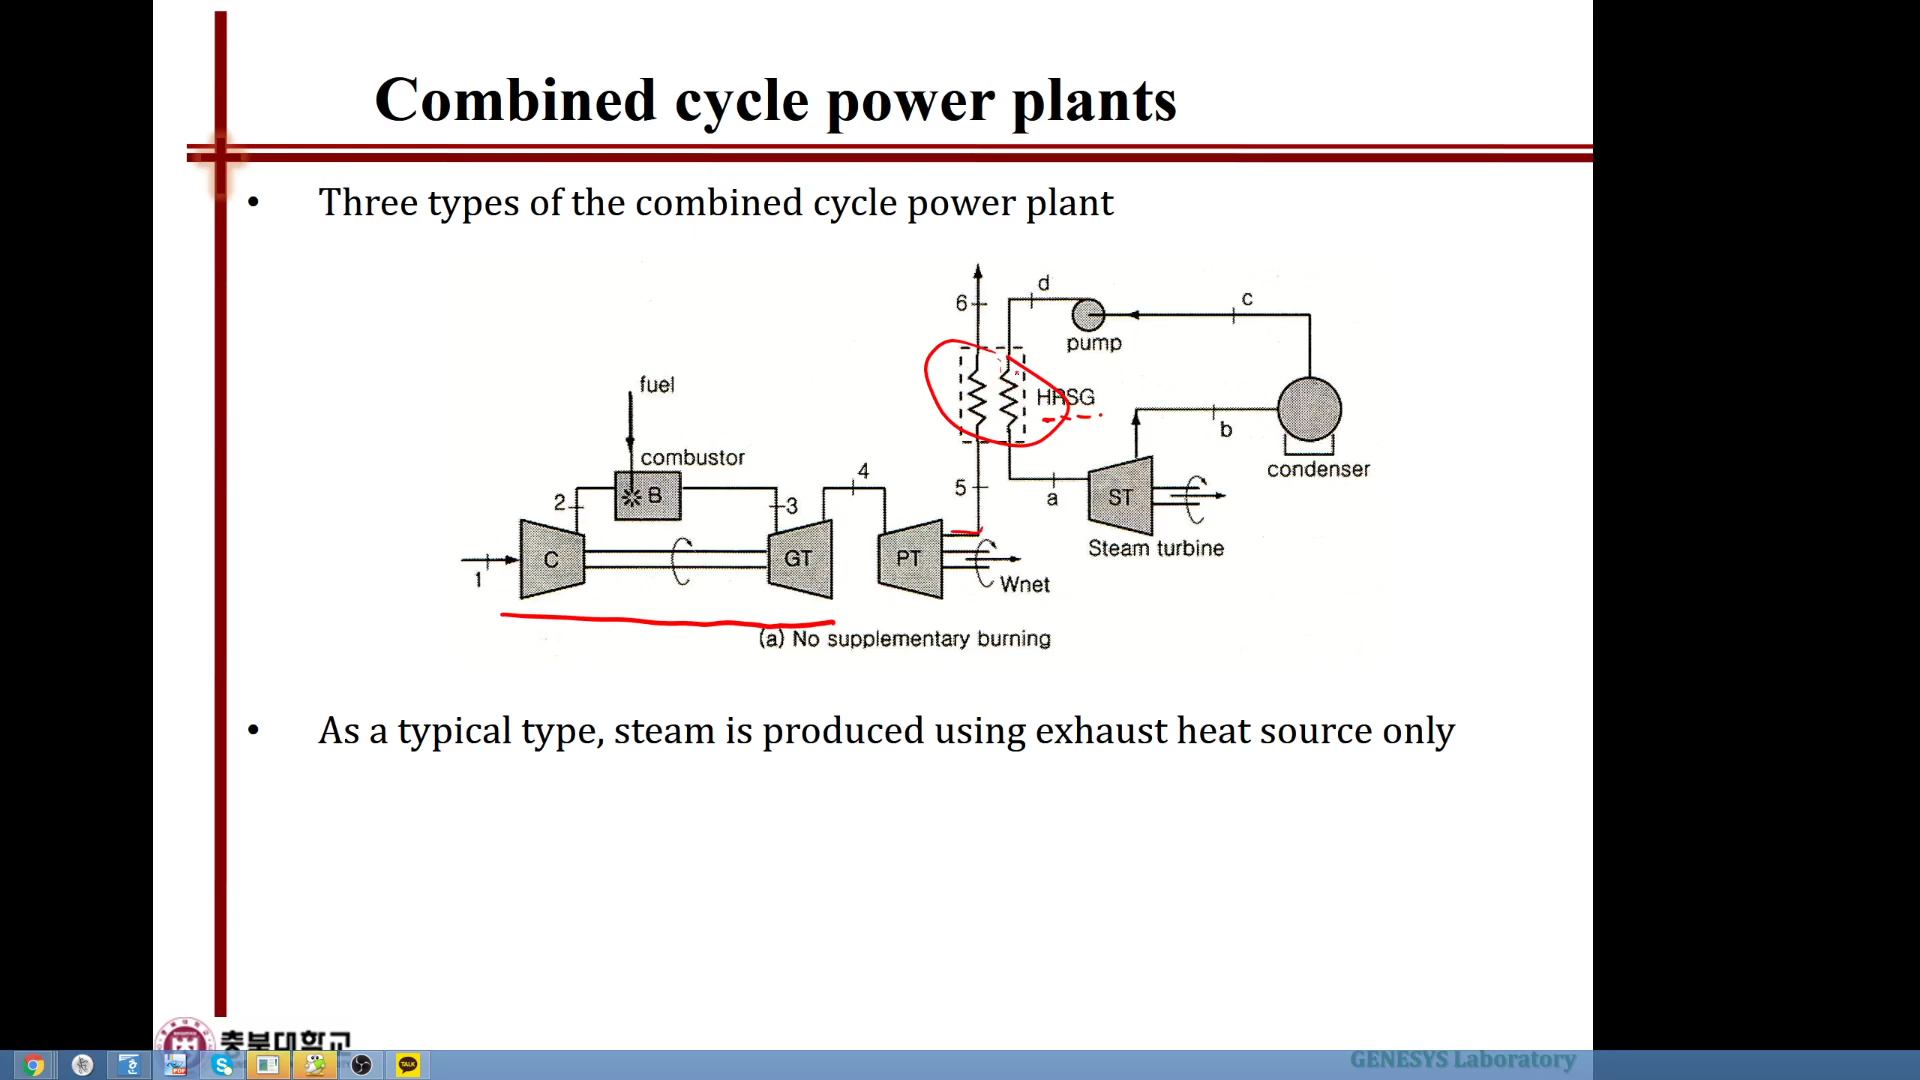 Combined cycle power plants
• Three types of the combined cycle power plant
6
d
c
pump
fuel
HRSG
combustor
b
condenser
4
5
a
ST
2
B
3
Steam turbine
C
GT
PT
1
Wnet
(a) No supplementary burning
• As a typical type, steam is produced using exhaust heat source only
충북대학교
GENESYS Laboratory
TALK
PDF